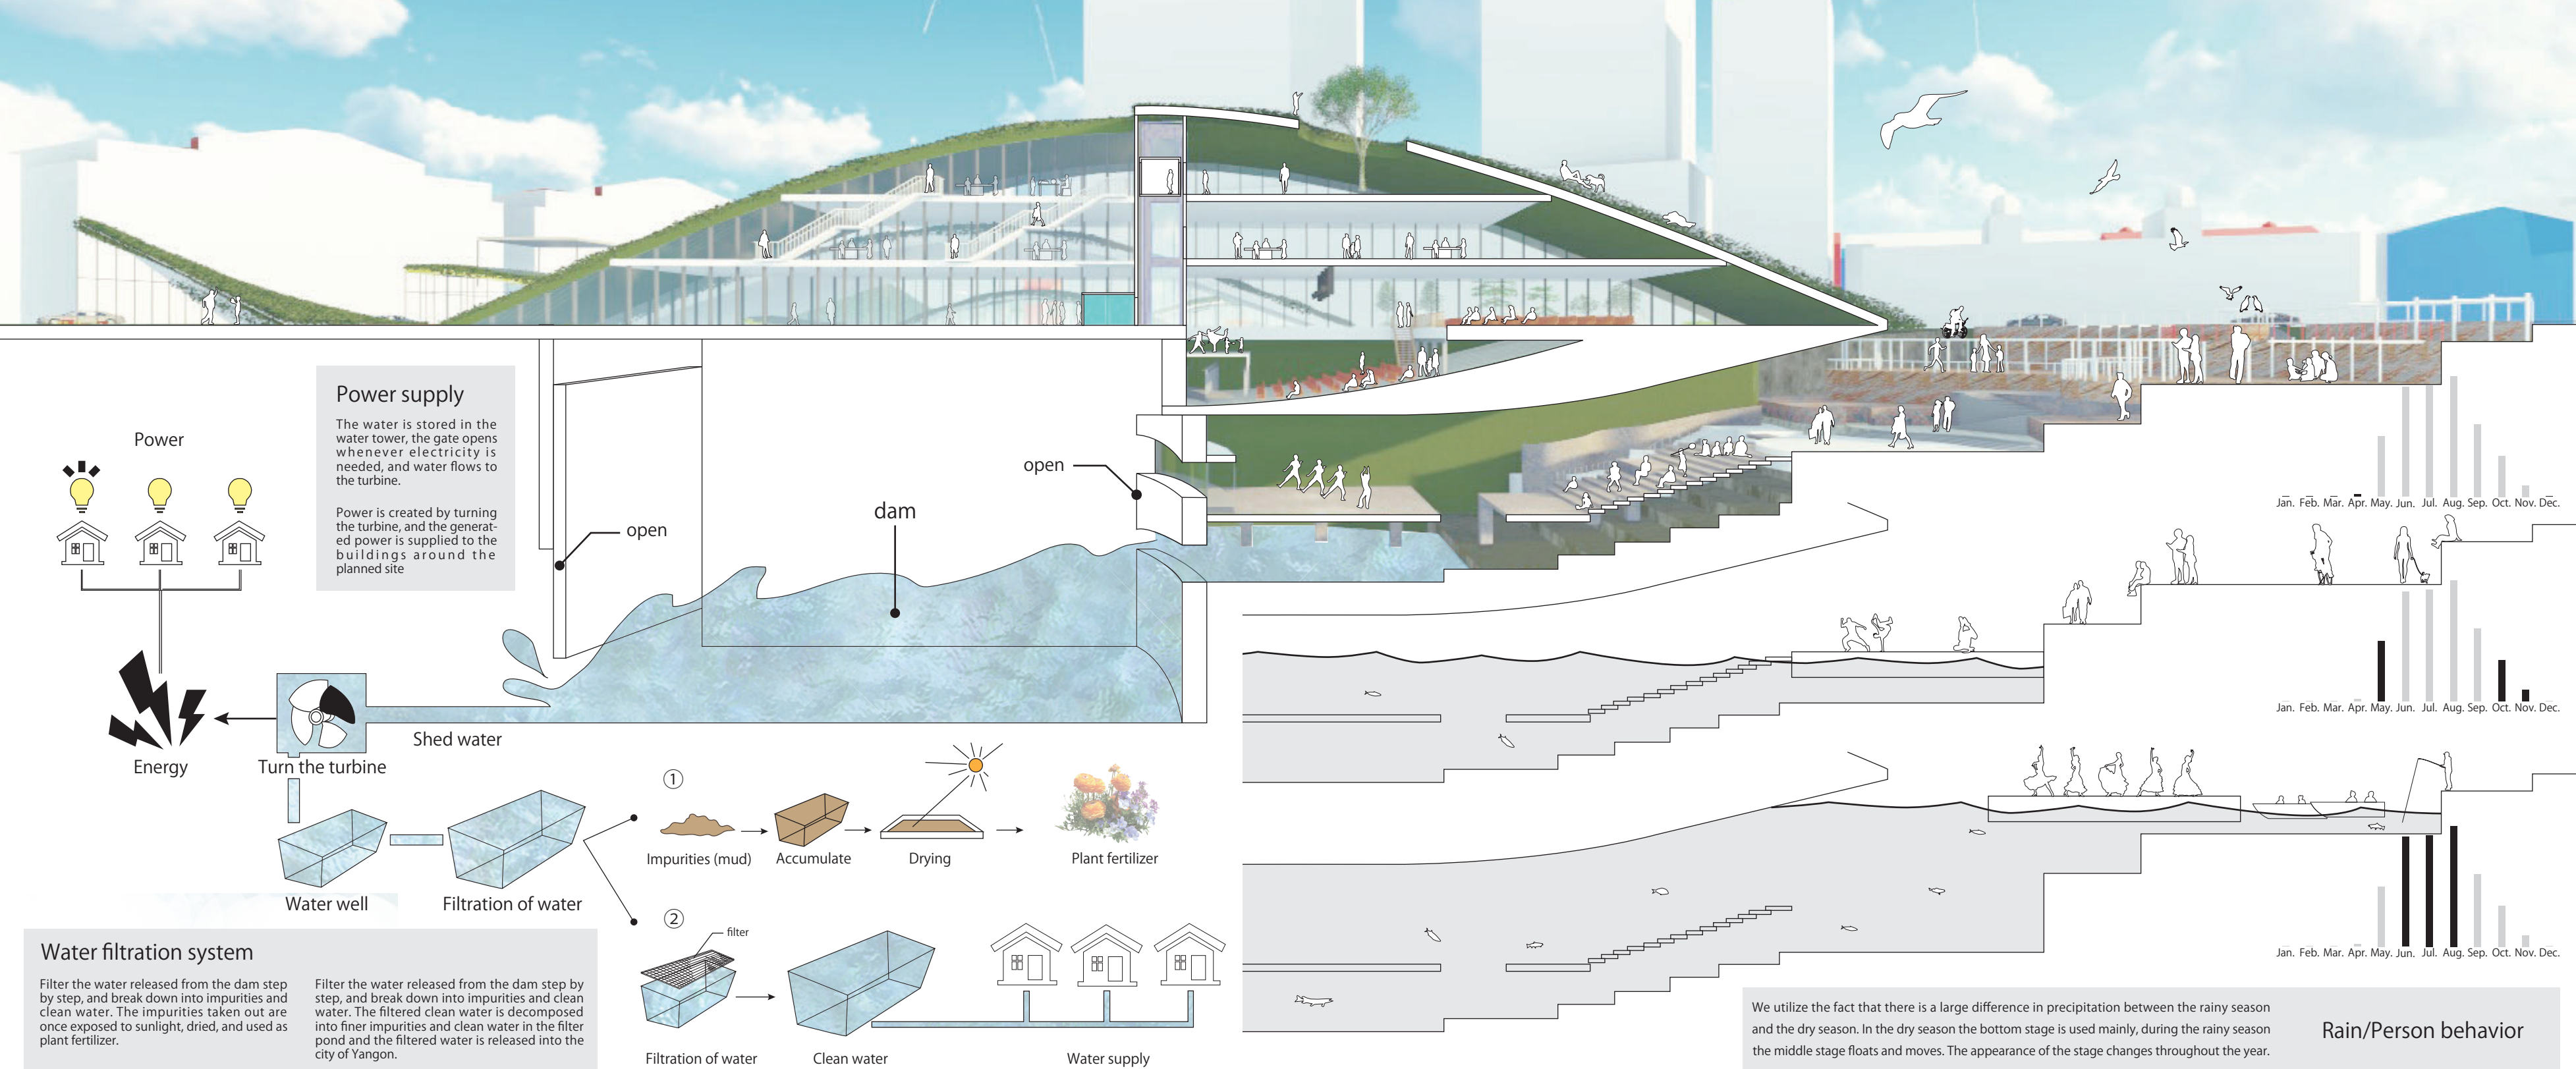 Power supply
The water is stored in the
water tower, the gate opens
whenever electricity is
needed, and water flows to
the turbine.
Power is created by turning
the turbine, and the generat-
ed power is supplied to the
buildings around the
planned site
Power
open
dam
open
Energy
Turn the turbine
Shed water
Water well
Filtration of water
①
Impurities (mud)
Accumulate
Drying
Plant fertilizer
②
filter
Filtration of water
Clean water
Water supply
Water filtration system
Filter the water released from the dam step
by step, and break down into impurities and
clean water. The impurities taken out are
once exposed to sunlight, dried, and used as
plant fertilizer.
Filter the water released from the dam step by
step, and break down into impurities and clean
water. The filtered clean water is decomposed
into finer impurities and clean water in the filter
pond and the filtered water is released into the
city of Yangon.
Jan. Feb. Mar. Apr. May. Jun. Jul. Aug. Sep. Oct. Nov. Dec.
Jan. Feb. Mar. Apr. May. Jun. Jul. Aug. Sep. Oct. Nov. Dec.
Jan. Feb. Mar. Apr. May. Jun. Jul. Aug. Sep. Oct. Nov. Dec.
We utilize the fact that there is a large difference in precipitation between the rainy season
and the dry season. In the dry season the bottom stage is used mainly, during the rainy season
the middle stage floats and moves. The appearance of the stage changes throughout the year.
Rain/Person behavior